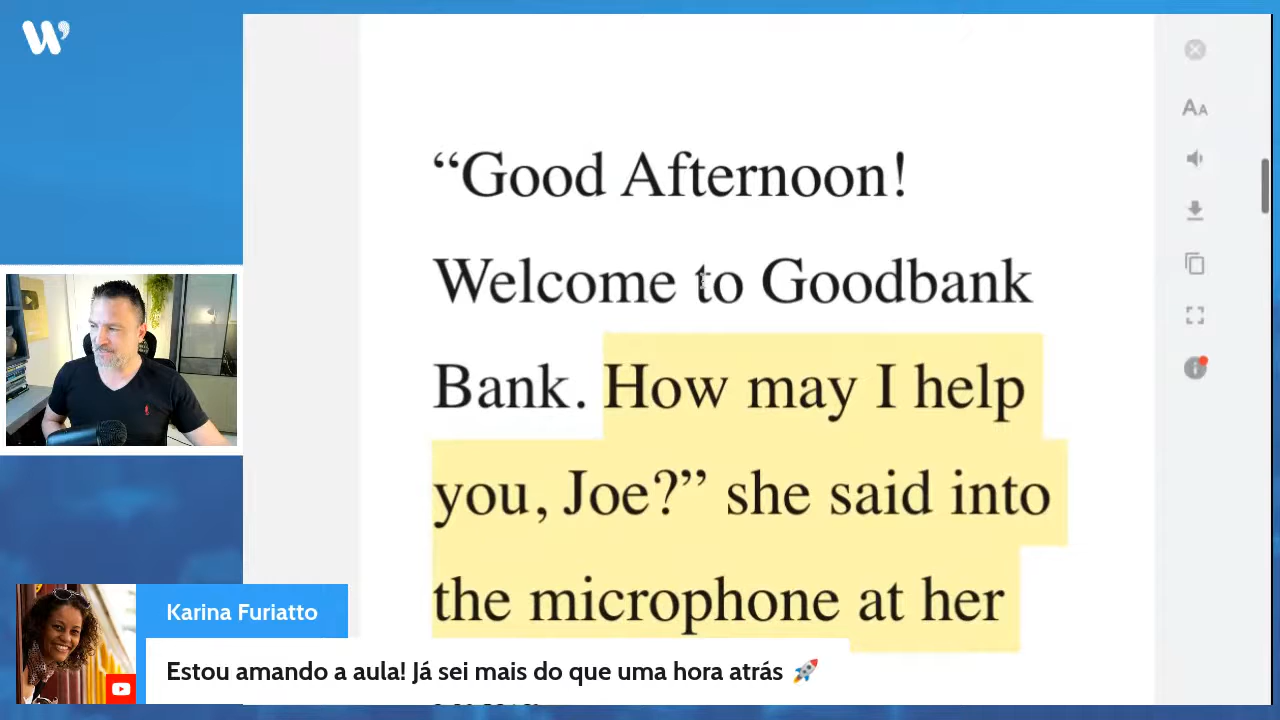 W'
AA
“Good Afternoon!
Welcome to Goodbank
Bank. How may I help
you, Joe?” she said into
the microphone at her
Karina Furiatto
Estou amando a aula! Já sei mais do que uma hora atrás 🚀